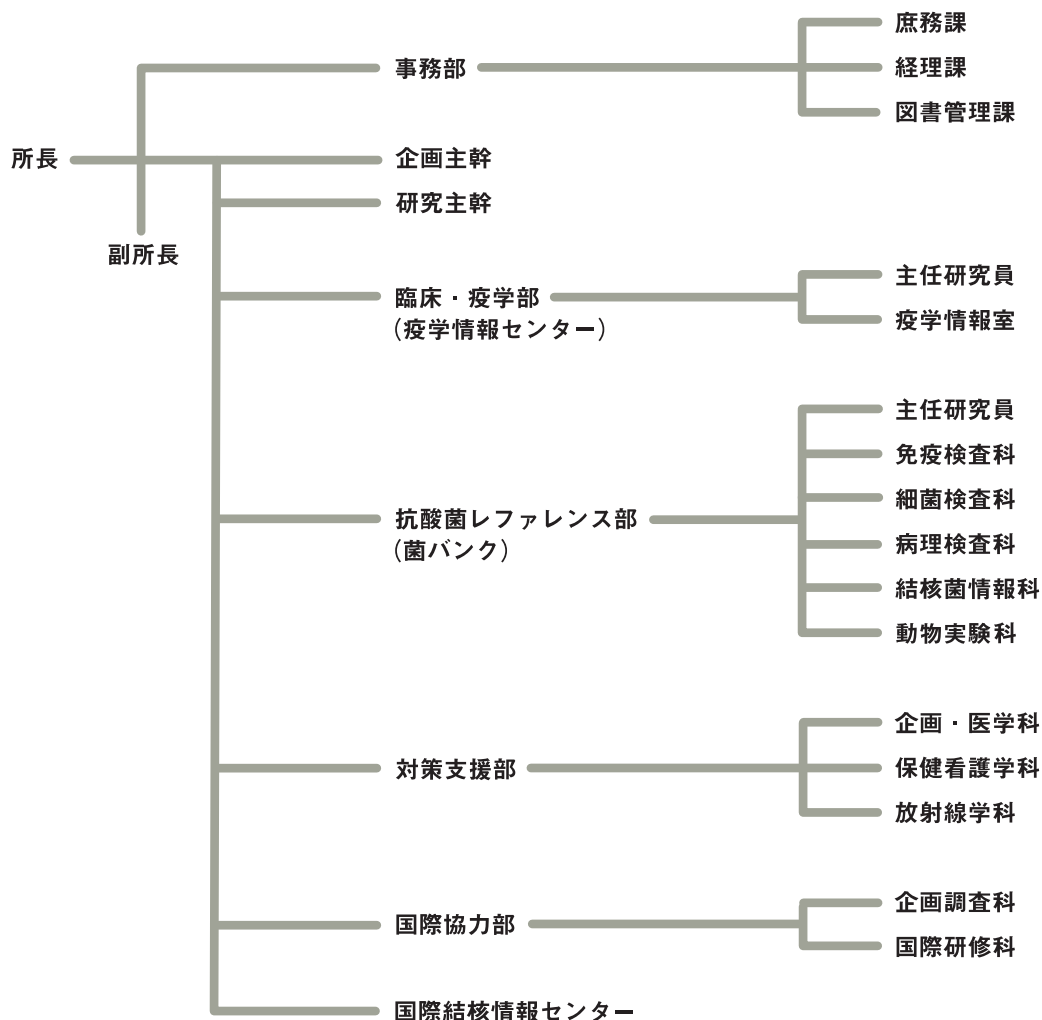 所長
副所長
事務部
庶務課
経理課
図書管理課
企画主幹
研究主幹
臨床・疫学部
(疫学情報センター)
主任研究員
疫学情報室
抗酸菌レファレンス部
(菌バンク)
主任研究員
免疫検査科
細菌検査科
病理検査科
結核菌情報科
動物実験科
対策支援部
企画・医学科
保健看護学科
放射線学科
国際協力部
企画調査科
国際研修科
国際結核情報センター